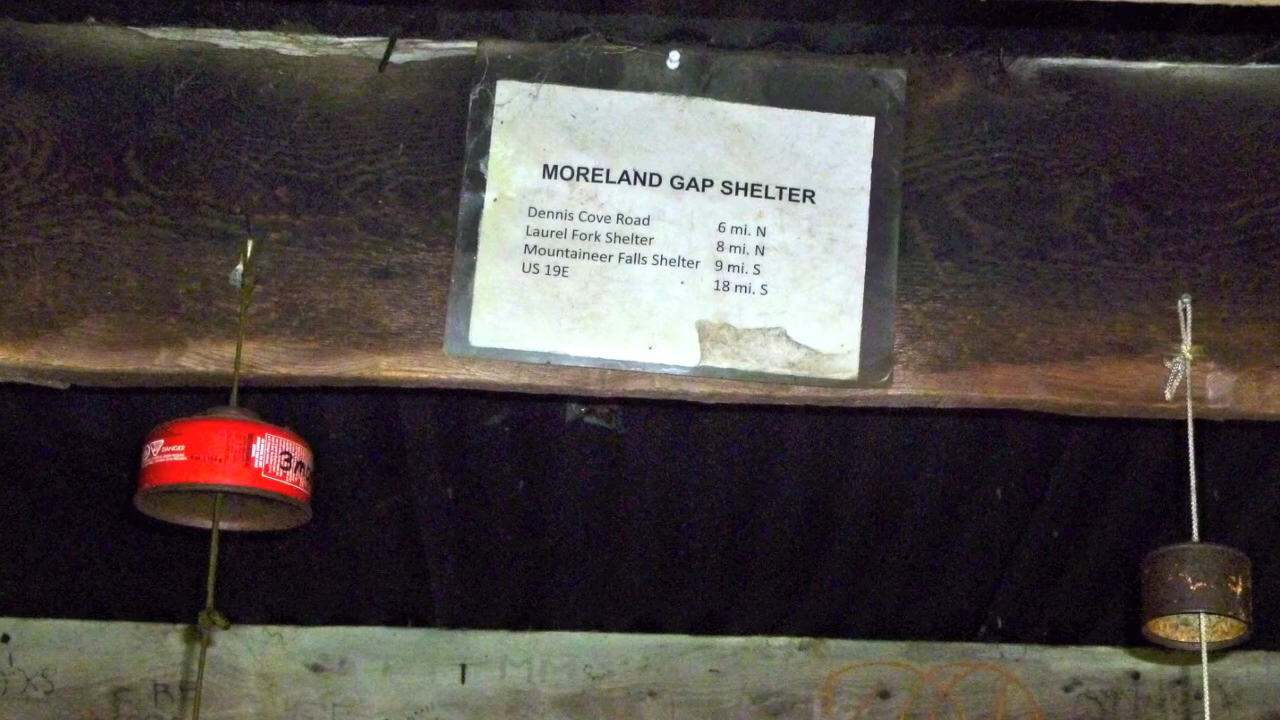 MORELAND GAP SHELTER
Dennis Cove Road 6 mi. N
Laurel Fork Shelter 8 mi. N
Mountaineer Falls Shelter 9 mi. S
US 19E 18 mi. S
DANGER